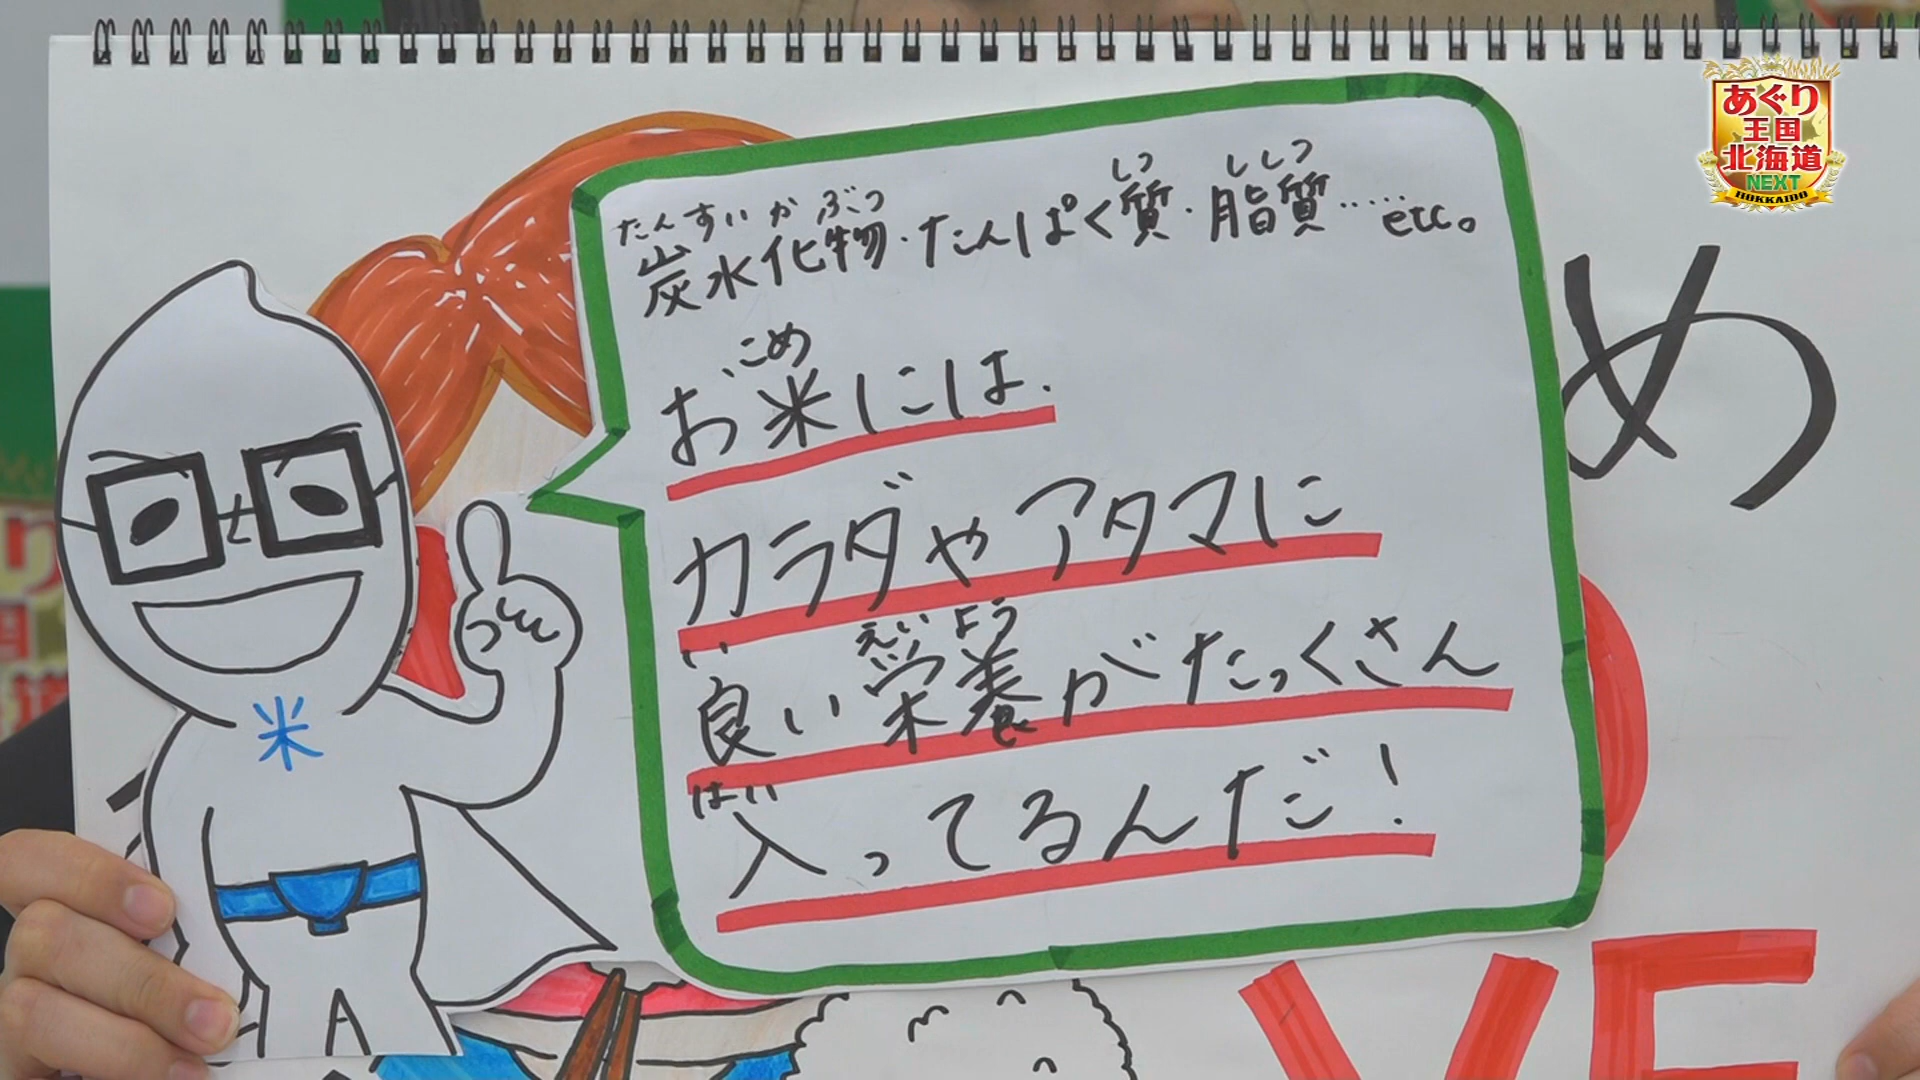 あぐり
王国
北海道
NEXT
HOKKAIDO
たんすいかぶつ しつ ししつ
炭水化物・たんぱく質・脂質……etc。
ごめ
お米には、
カラダやアタマに
い えいよう
良い栄養がたっくさん
はい
入ってるんだ！
め
米
VE